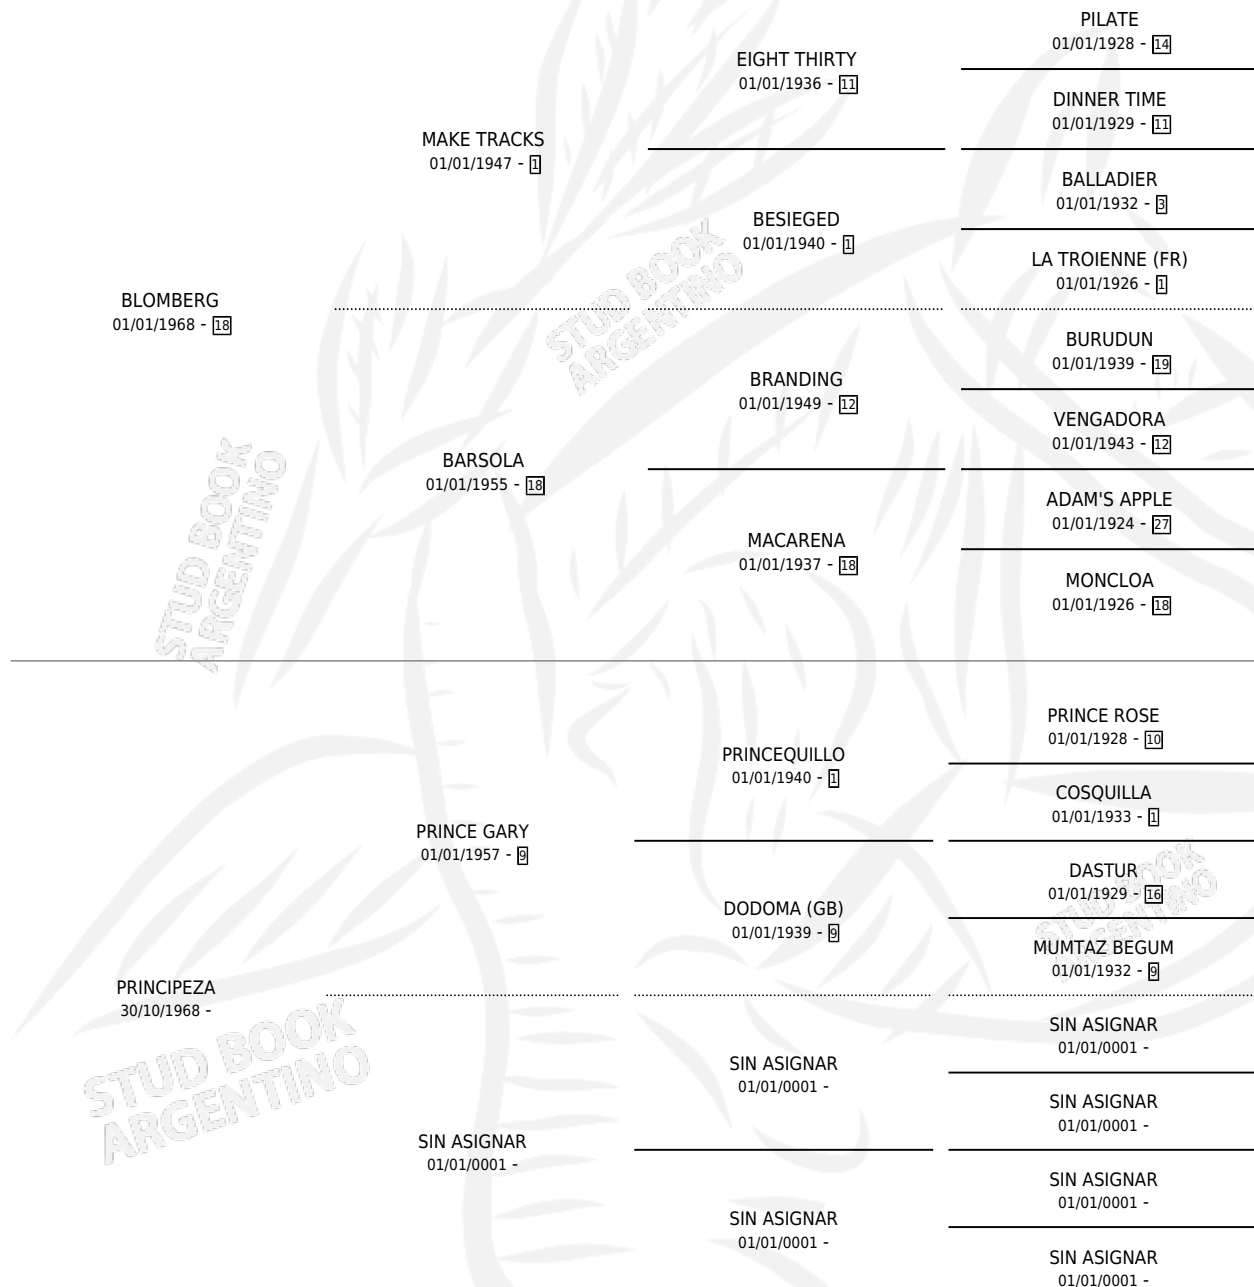 PILATE
01/01/1928 - 14
EIGHT THIRTY
01/01/1936 - 11
DINNER TIME
01/01/1929 - 11
MAKE TRACKS
01/01/1947 - 1
BALLADIER
01/01/1932 - 3
BESIEGED
01/01/1940 - 1
LA TROIENNE (FR)
01/01/1926 - 1
BLOMBERG
01/01/1968 - 18
BURUDUN
01/01/1939 - 19
BRANDING
01/01/1949 - 12
VENGADORA
01/01/1943 - 12
BARSOLA
01/01/1955 - 18
ADAM'S APPLE
01/01/1924 - 27
MACARENA
01/01/1937 - 18
MONCLOA
01/01/1926 - 18
PRINCE ROSE
01/01/1928 - 10
PRINCEQUILLO
01/01/1940 - 1
COSQUILLA
01/01/1933 - 1
PRINCE GARY
01/01/1957 - 9
DASTUR
01/01/1929 - 16
DODOMA (GB)
01/01/1939 - 9
MUMTAZ BEGUM
01/01/1932 - 9
PRINCIPEZA
30/10/1968 -
SIN ASIGNAR
01/01/0001 -
SIN ASIGNAR
01/01/0001 -
SIN ASIGNAR
01/01/0001 -
SIN ASIGNAR
01/01/0001 -
SIN ASIGNAR
01/01/0001 -
SIN ASIGNAR
01/01/0001 -
SIN ASIGNAR
01/01/0001 -
STUD BOOK
ARGENTINO
STUD BOOK
ARGENTINO
STUD BOOK
ARGENTINO
STUD BOOK
ARGENTINO